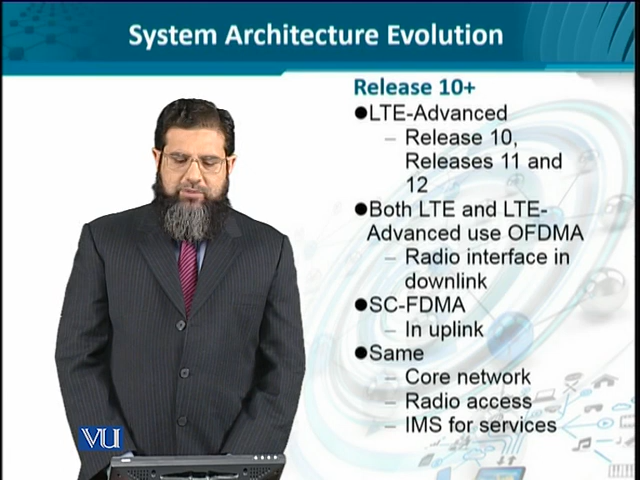 System Architecture Evolution
Release 10+
●LTE-Advanced
– Release 10,
Releases 11 and
12
●Both LTE and LTE-
Advanced use OFDMA
– Radio interface in
downlink
●SC-FDMA
– In uplink
●Same
– Core network
– Radio access
– IMS for services
VU